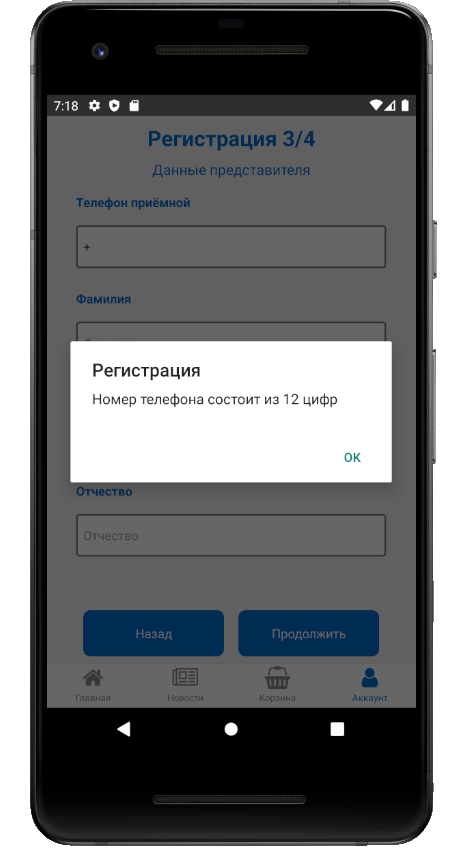 7:18
Регистрация 3/4
Данные представителя
Телефон приёмной
+
Фамилия
Регистрация
Номер телефона состоит из 12 цифр
OK
Отчество
Отчество
Назад
Продолжить
Главная
Новости
Корзина
Аккаунт